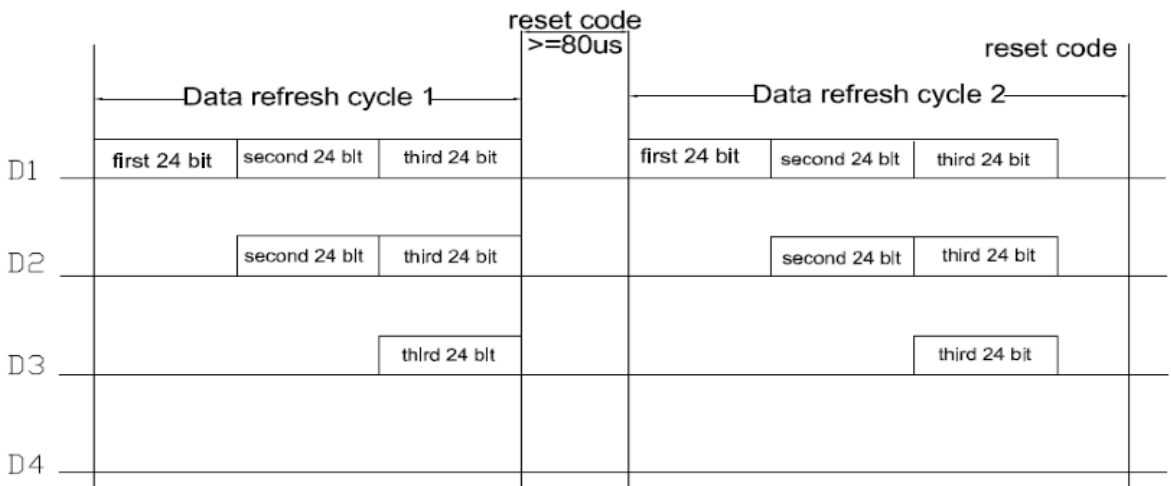 reset code
>=80us
reset code
Data refresh cycle 1
Data refresh cycle 2
D1 first 24 bit second 24 blt third 24 bit first 24 bit second 24 blt third 24 bit
D2 second 24 blt third 24 bit second 24 blt third 24 bit
D3 thlrd 24 blt third 24 bit
D4